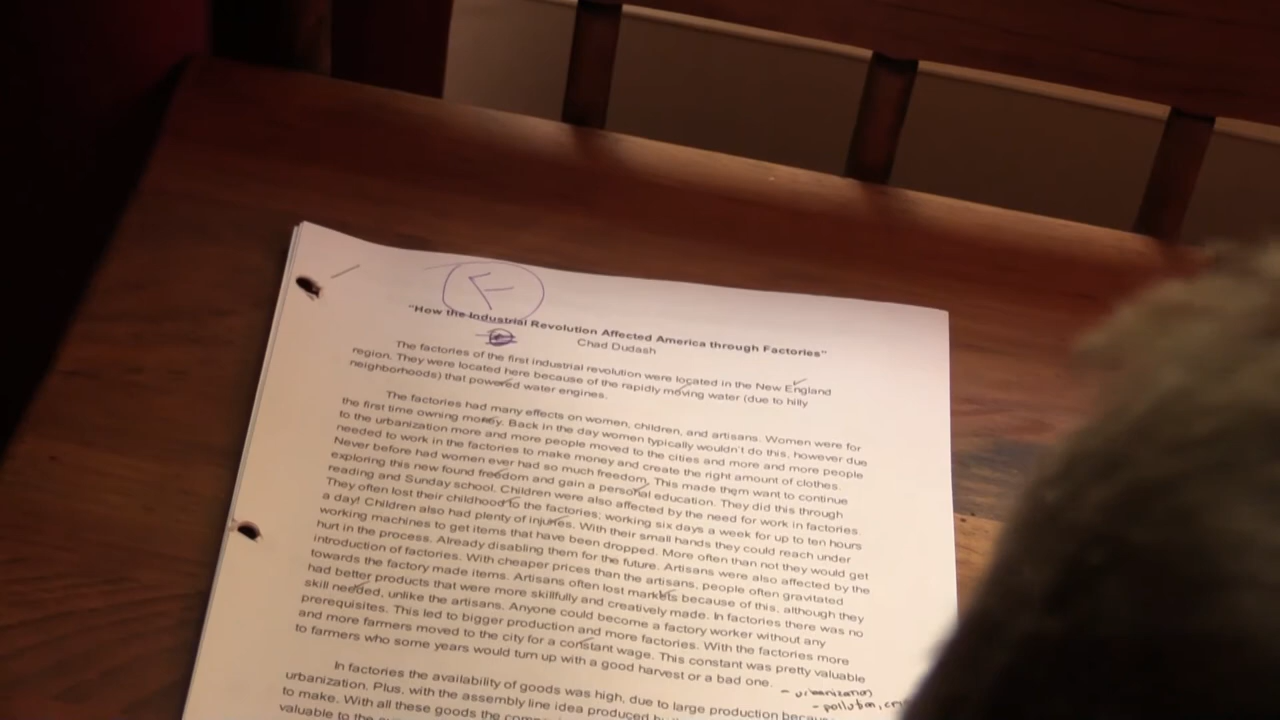 F
"How the Industrial Revolution Affected America through Factories"
Chad Dudash
The factories of the first industrial revolution were located in the New England
region. They were located here because of the rapidly moving water (due to hilly
neighborhoods) that powered water engines.
The factories had many effects on women, children, and artisans. Women were for
the first time owning money. Back in the day women typically wouldn't do this, however due
to the urbanization more and more people moved to the cities and more and more people
needed to work in the factories to make money and create the right amount of clothes.
Never before had women ever had so much freedom. This made them want to continue
exploring this new found freedom and gain a personal education. They did this through
reading and Sunday school. Children were also affected by the need for work in factories.
They often lost their childhood to the factories; working six days a week for up to ten hours
a day! Children also had plenty of injures. With their small hands they could reach under
working machines to get items that have been dropped. More often than not they would get
hurt in the process. Already disabling them for the future. Artisans were also affected by the
introduction of factories. With cheaper prices than the artisans, people often gravitated
towards the factory made items. Artisans often lost markets because of this, although they
had better products that were more skillfully and creatively made. In factories there was no
skill needed, unlike the artisans. Anyone could become a factory worker without any
prerequisites. This led to bigger production and more factories. With the factories more
and more farmers moved to the city for a constant wage. This constant was pretty valuable
to farmers who some years would turn up with a good harvest or a bad one.
- urbanization
- pollution,
In factories the availability of goods was high, due to large production
urbanization. Plus, with the assembly line idea produced
to make. With all these goods the
valuable to the